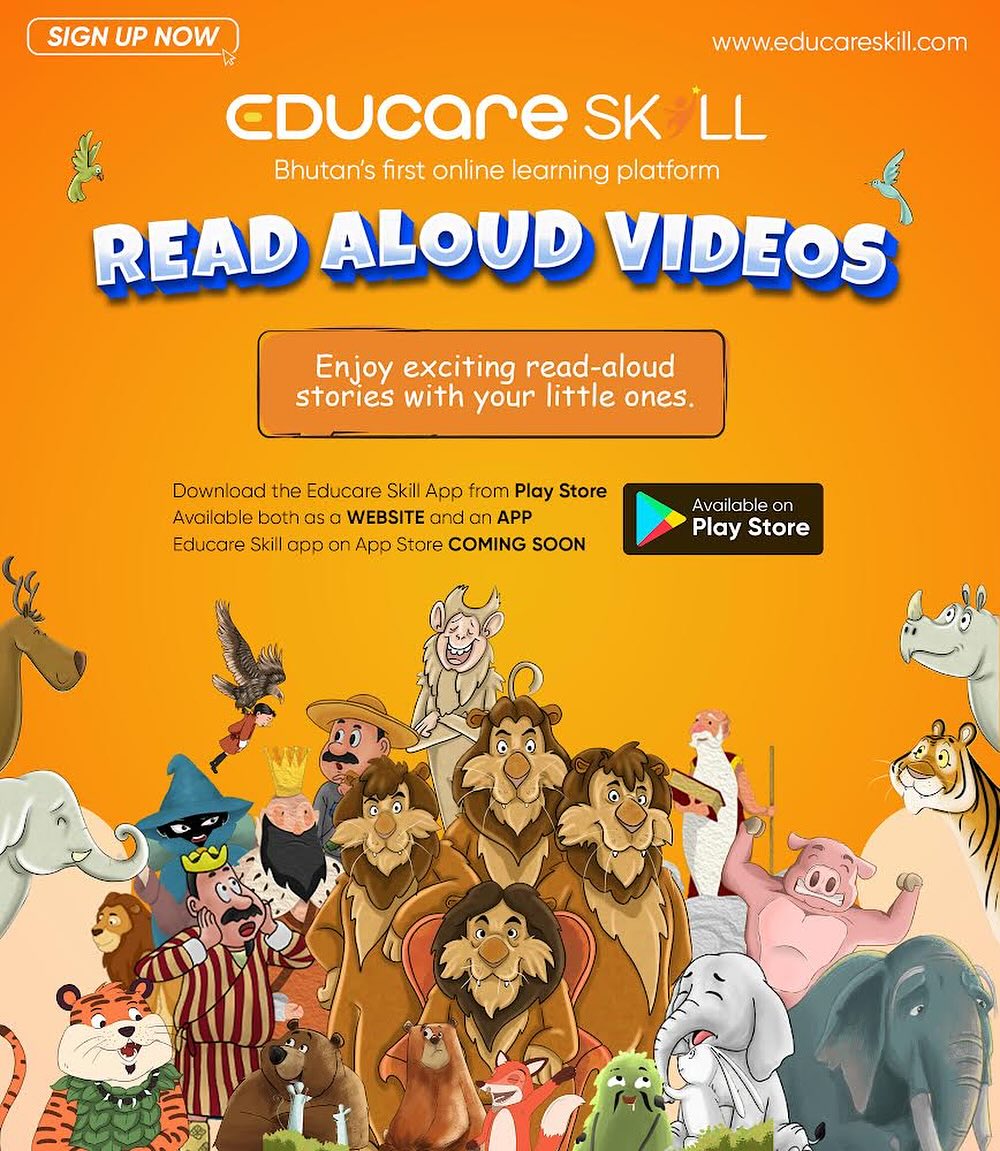 SIGN UP NOW
www.educareskill.com
EDUCARE SKILL
Bhutan's first online learning platform
READ ALOUD VIDEOS
Enjoy exciting read-aloud
stories with your little ones.
Download the Educare Skill App from Play Store
Available both as a WEBSITE and an APP
Educare Skill app on App Store COMING SOON
Available on
Play Store